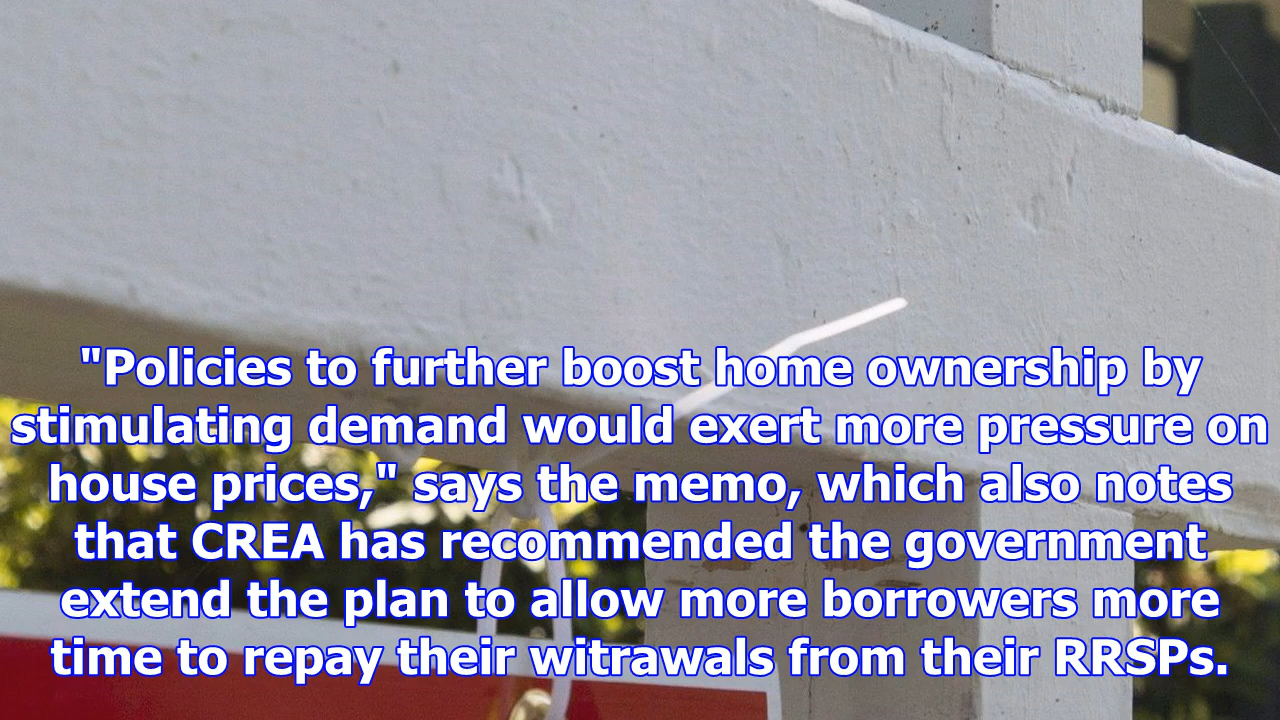 "Policies to further boost home ownership by
stimulating demand would exert more pressure on
house prices," says the memo, which also notes
that CREA has recommended the government
extend the plan to allow more borrowers more
time to repay their witrawals from their RRSPs.